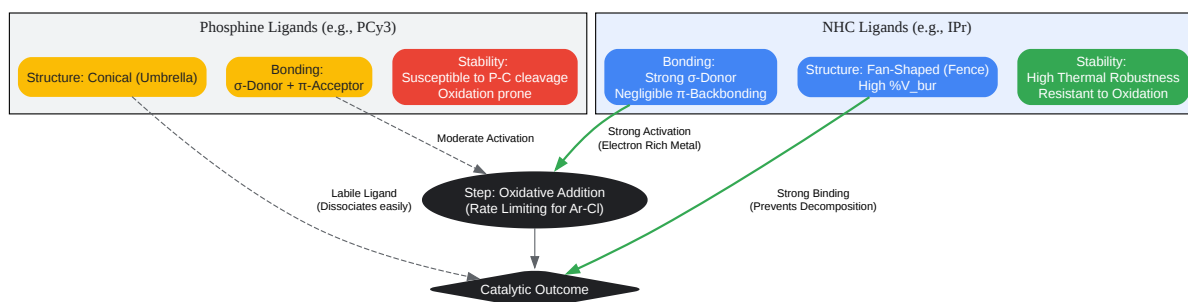 Phosphine Ligands (e.g., PCy3)
Structure: Conical (Umbrella)
Bonding:
σ-Donor + π-Acceptor
Stability:
Susceptible to P-C cleavage
Oxidation prone
NHC Ligands (e.g., IPr)
Bonding:
Strong σ-Donor
Negligible π-Backbonding
Structure: Fan-Shaped (Fence)
High %V_bur
Stability:
High Thermal Robustness
Resistant to Oxidation
Moderate Activation
Strong Activation
(Electron Rich Metal)
Labile Ligand
(Dissociates easily)
Step: Oxidative Addition
(Rate Limiting for Ar-Cl)
Strong Binding
(Prevents Decomposition)
Catalytic Outcome